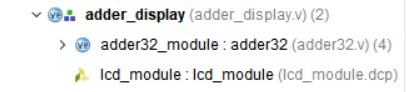 adder_display (adder_display.v) (2)
adder32_module : adder32 (adder32.v) (4)
lcd_module : lcd_module (lcd_module.dcp)